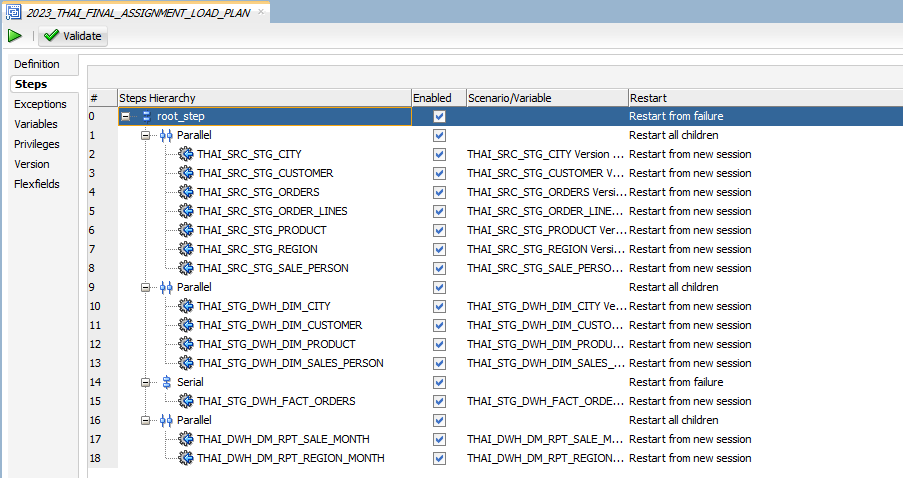 2023_THAI_FINAL_ASSIGNMENT_LOAD_PLAN
Validate
Definition
Steps
Exceptions
Variables
Privileges
Version
Flexfields
# Steps Hierarchy Enabled Scenario/Variable Restart
0 root_step Restart from failure
1 Parallel Restart all children
2 THAI_SRC_STG_CITY THAI_SRC_STG_CITY Version ... Restart from new session
3 THAI_SRC_STG_CUSTOMER THAI_SRC_STG_CUSTOMER V... Restart from new session
4 THAI_SRC_STG_ORDERS THAI_SRC_STG_ORDERS Versi... Restart from new session
5 THAI_SRC_STG_ORDER_LINES THAI_SRC_STG_ORDER_LINE... Restart from new session
6 THAI_SRC_STG_PRODUCT THAI_SRC_STG_PRODUCT Ver... Restart from new session
7 THAI_SRC_STG_REGION THAI_SRC_STG_REGION Versi... Restart from new session
8 THAI_SRC_STG_SALE_PERSON THAI_SRC_STG_SALE_PERSO... Restart from new session
9 Parallel Restart all children
10 THAI_STG_DWH_DIM_CITY THAI_STG_DWH_DIM_CITY Ve... Restart from new session
11 THAI_STG_DWH_DIM_CUSTOMER THAI_STG_DWH_DIM_CUSTO... Restart from new session
12 THAI_STG_DWH_DIM_PRODUCT THAI_STG_DWH_DIM_PRODU... Restart from new session
13 THAI_STG_DWH_DIM_SALES_PERSON THAI_STG_DWH_DIM_SALES_... Restart from new session
14 Serial Restart from failure
15 THAI_STG_DWH_FACT_ORDERS THAI_STG_DWH_FACT_ORDE... Restart from new session
16 Parallel Restart all children
17 THAI_DWH_DM_RPT_SALE_MONTH THAI_DWH_DM_RPT_SALE_M... Restart from new session
18 THAI_DWH_DM_RPT_REGION_MONTH THAI_DWH_DM_RPT_REGION... Restart from new session